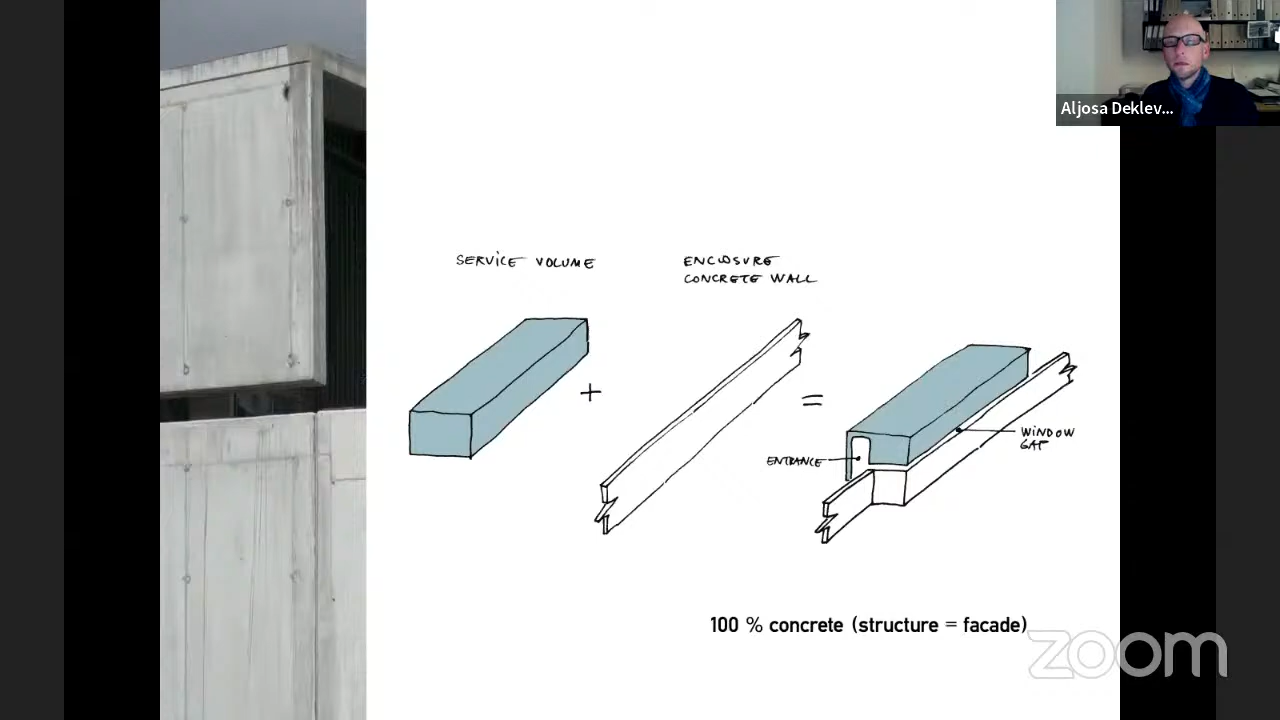 Aljosa Deklev...
SERVICE VOLUME
ENCLOSURE
CONCRETE WALL
+
=
ENTRANCE
WINDOW
GAP
100 % concrete (structure = facade)
zoom